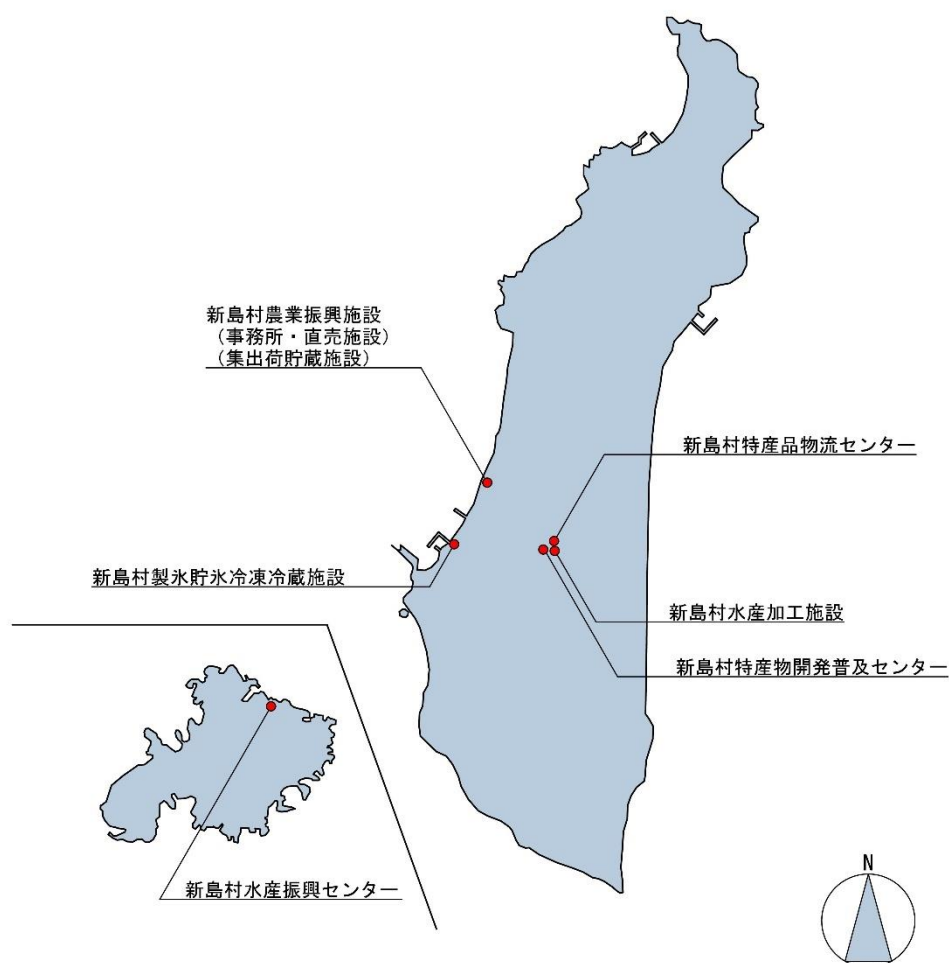 新島村農業振興施設
（事務所・直売施設）
（集出荷貯蔵施設）
新島村特産品物流センター
新島村製氷貯氷冷凍冷蔵施設
新島村水産加工施設
新島村特産物開発普及センター
新島村水産振興センター
N